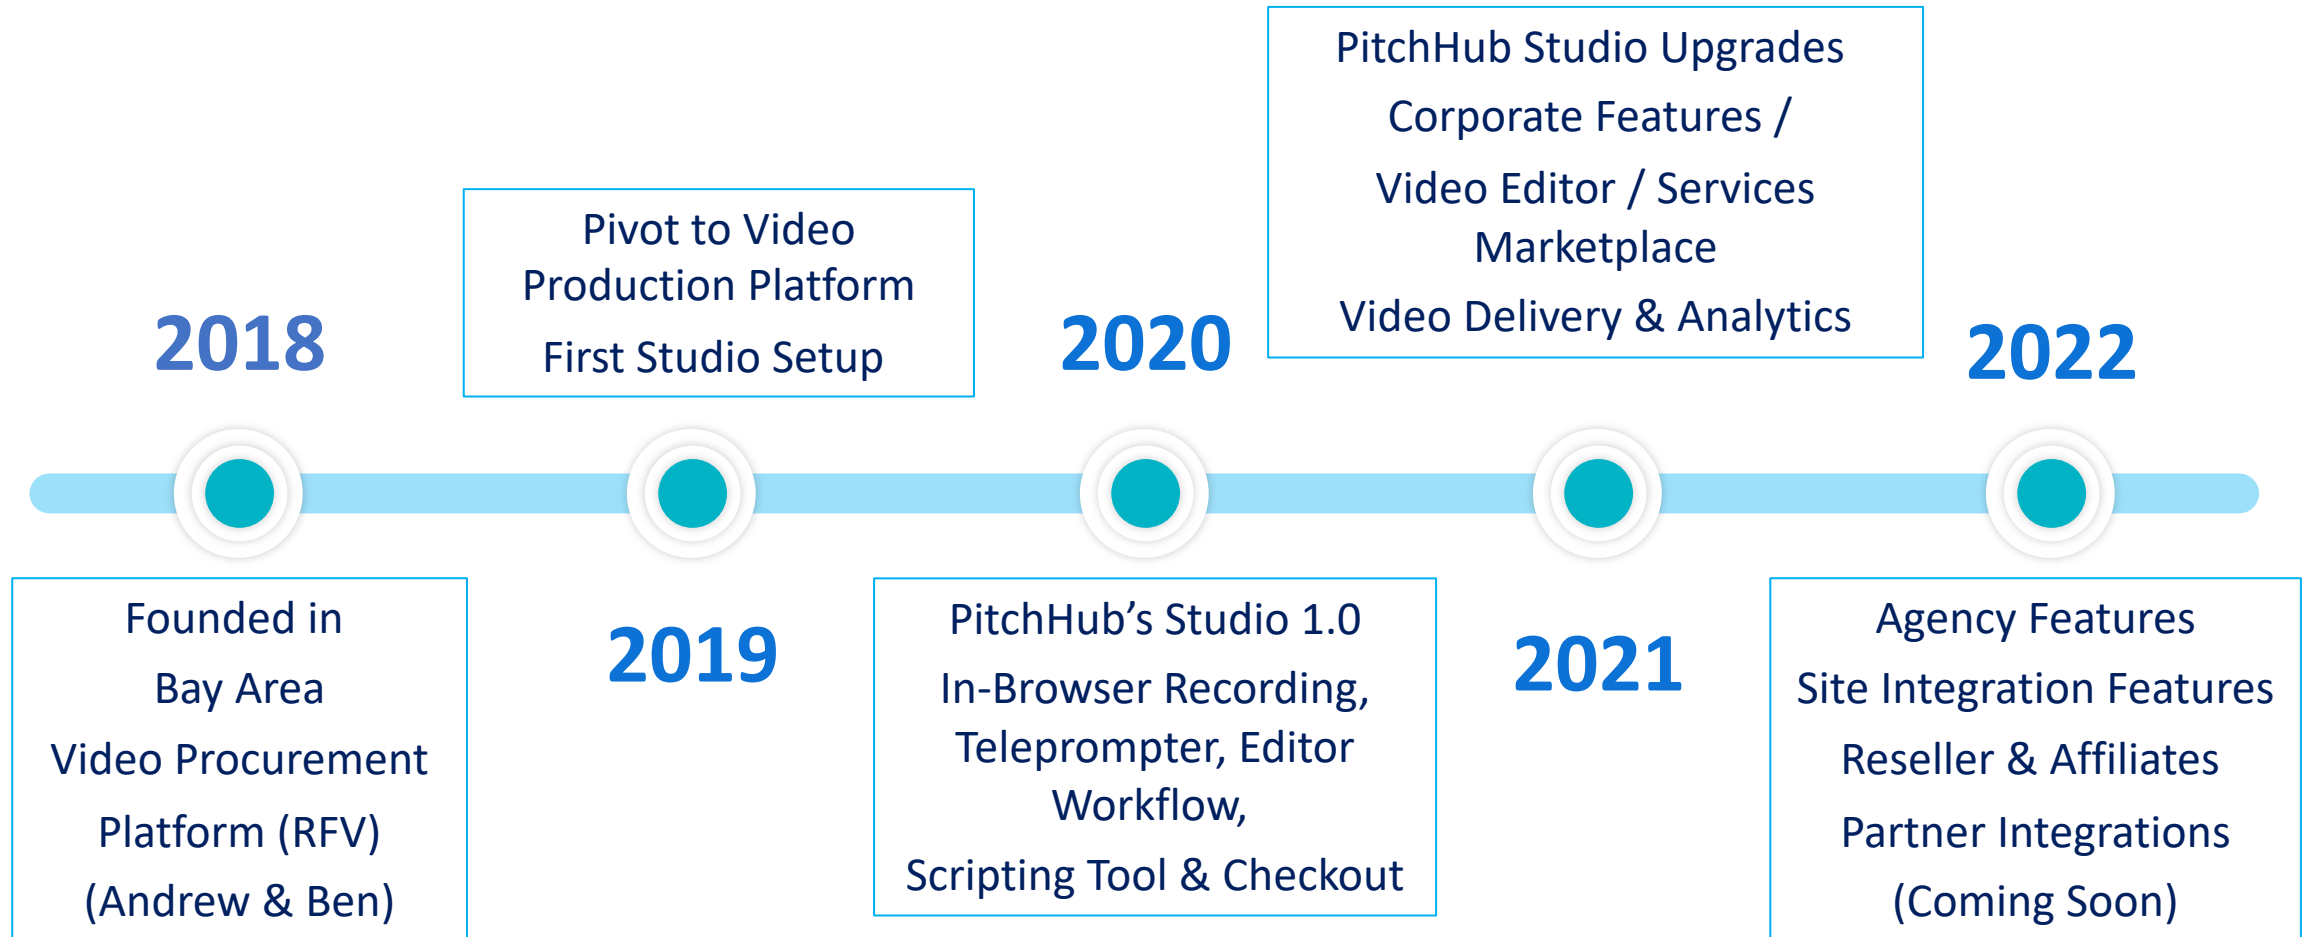 2018
Founded in
Bay Area
Video Procurement
Platform (RFV)
(Andrew & Ben)
Pivot to Video
Production Platform
First Studio Setup
2019
2020
PitchHub’s Studio 1.0
In-Browser Recording,
Teleprompter, Editor
Workflow,
Scripting Tool & Checkout
PitchHub Studio Upgrades
Corporate Features /
Video Editor / Services
Marketplace
Video Delivery & Analytics
2021
2022
Agency Features
Site Integration Features
Reseller & Affiliates
Partner Integrations
(Coming Soon)